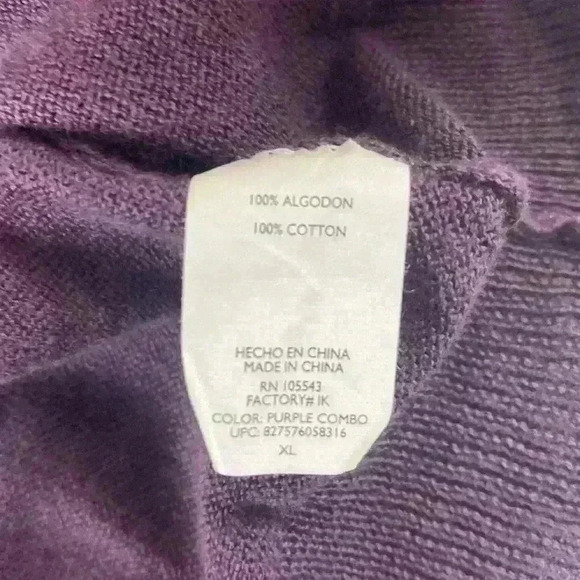 100% ALGODON
100% COTTON
HECHO EN CHINA
MADE IN CHINA
RN 105543
FACTORY# IK
COLOR: PURPLE COMBO
UPC: 827576058316
XL